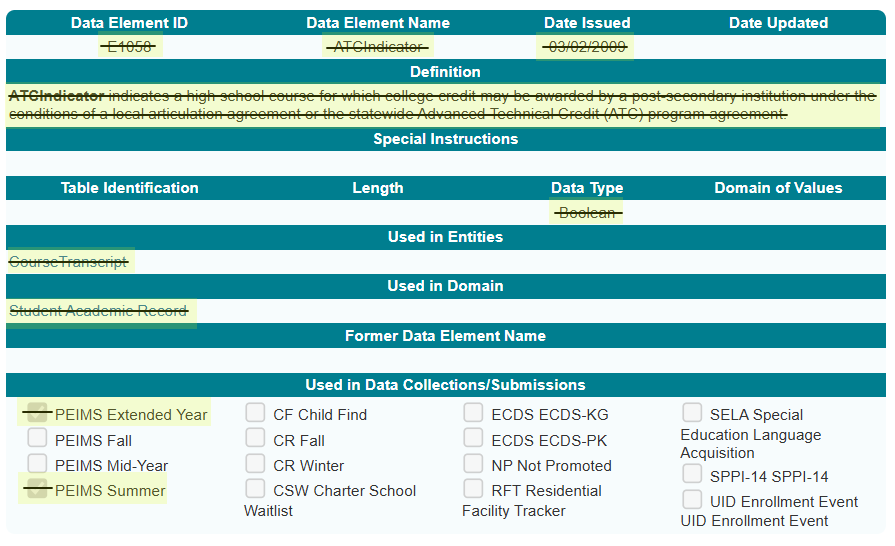 Data Element ID Data Element Name Date Issued Date Updated
E1058 ATCIndicator 03/02/2009
Definition
ATCIndicator indicates a high school course for which college credit may be awarded by a post-secondary institution under the
conditions of a local articulation agreement or the statewide Advanced Technical Credit (ATC) program agreement.
Special Instructions
Table Identification Length Data Type Domain of Values
Boolean
Used in Entities
CourseTranscript
Used in Domain
Student Academic Record
Former Data Element Name
Used in Data Collections/Submissions
PEIMS Extended Year
PEIMS Fall
PEIMS Mid-Year
PEIMS Summer
CF Child Find
CR Fall
CR Winter
CSW Charter School
Waitlist
ECDS ECDS-KG
ECDS ECDS-PK
NP Not Promoted
RFT Residential
Facility Tracker
SELA Special
Education Language
Acquisition
SPPI-14 SPPI-14
UID Enrollment Event
UID Enrollment Event